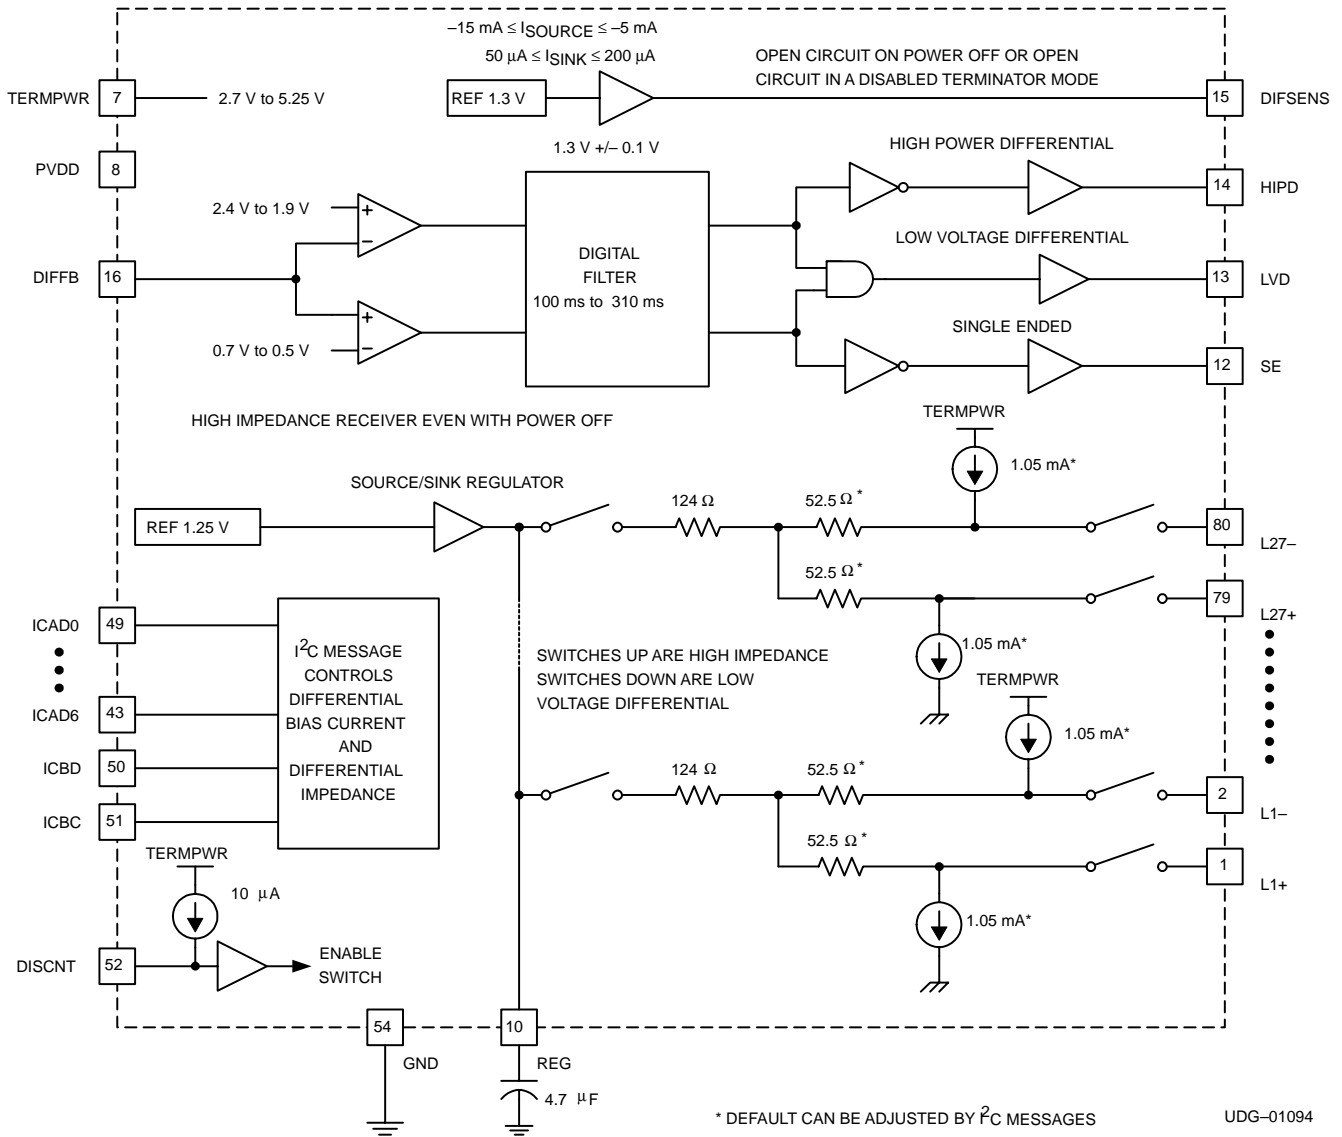 –15 mA ≤ ISOURCE ≤ –5 mA
50 µA ≤ ISINK ≤ 200 µA
OPEN CIRCUIT ON POWER OFF OR OPEN
CIRCUIT IN A DISABLED TERMINATOR MODE
TERMPWR
7
2.7 V to 5.25 V
REF 1.3 V
15
DIFSENS
1.3 V +/– 0.1 V
HIGH POWER DIFFERENTIAL
PVDD
8
14
HIPD
2.4 V to 1.9 V
+
–
LOW VOLTAGE DIFFERENTIAL
DIGITAL
FILTER
100 ms to 310 ms
DIFFB
16
13
LVD
+
–
0.7 V to 0.5 V
SINGLE ENDED
12
SE
HIGH IMPEDANCE RECEIVER EVEN WITH POWER OFF
TERMPWR
1.05 mA*
SOURCE/SINK REGULATOR
REF 1.25 V
124 Ω
52.5 Ω *
80
L27–
52.5 Ω *
79
L27+
1.05 mA*
ICAD0
49
I2C MESSAGE
CONTROLS
DIFFERENTIAL
BIAS CURRENT
AND
DIFFERENTIAL
IMPEDANCE
SWITCHES UP ARE HIGH IMPEDANCE
SWITCHES DOWN ARE LOW
VOLTAGE DIFFERENTIAL
TERMPWR
1.05 mA*
ICAD6
43
ICBD
50
ICBC
51
124 Ω
52.5 Ω *
2
L1–
52.5 Ω *
1
L1+
1.05 mA*
TERMPWR
10 µA
DISCNT
52
ENABLE
SWITCH
54
GND
10
REG
4.7 µF
* DEFAULT CAN BE ADJUSTED BY I2C MESSAGES
UDG–01094